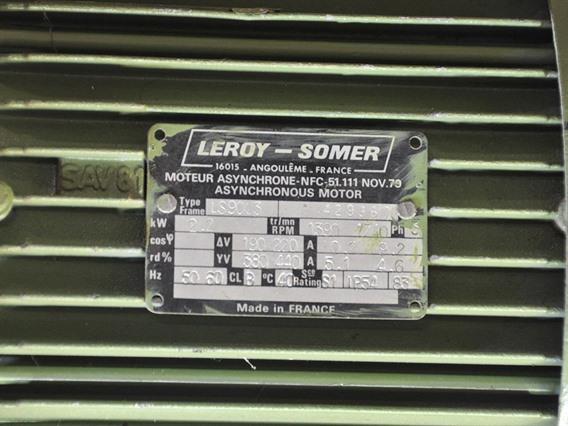 LEROY – SOMER
16015 - ANGOULÊME - FRANCE
MOTEUR ASYNCHRONE-NFC-51.111 NOV.79
ASYNCHRONOUS MOTOR
SAV 81
Type
Frame
kW tr/mn RPM 1390 Ph 3
cosφ ΔV 190.220 A
rd% YV 380.440 A 5.1 4.6
Hz 50 60 CL B °C 40 Sce Rating S1 IP54
Made in FRANCE